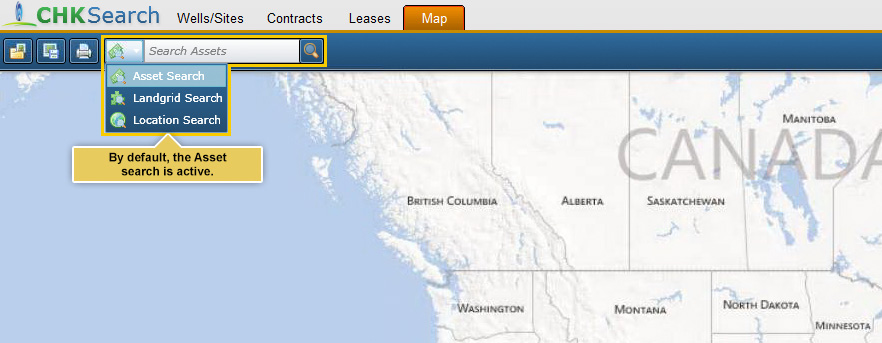 CHKSearch
Wells/Sites Contracts Leases Map
Search Assets
Asset Search
Landgrid Search
Location Search
By default, the Asset
search is active.
CANADA
MANITOBA
BRITISH COLUMBIA ALBERTA SASKATCHEWAN
WASHINGTON MONTANA NORTH DAKOTA
MINNESOTA